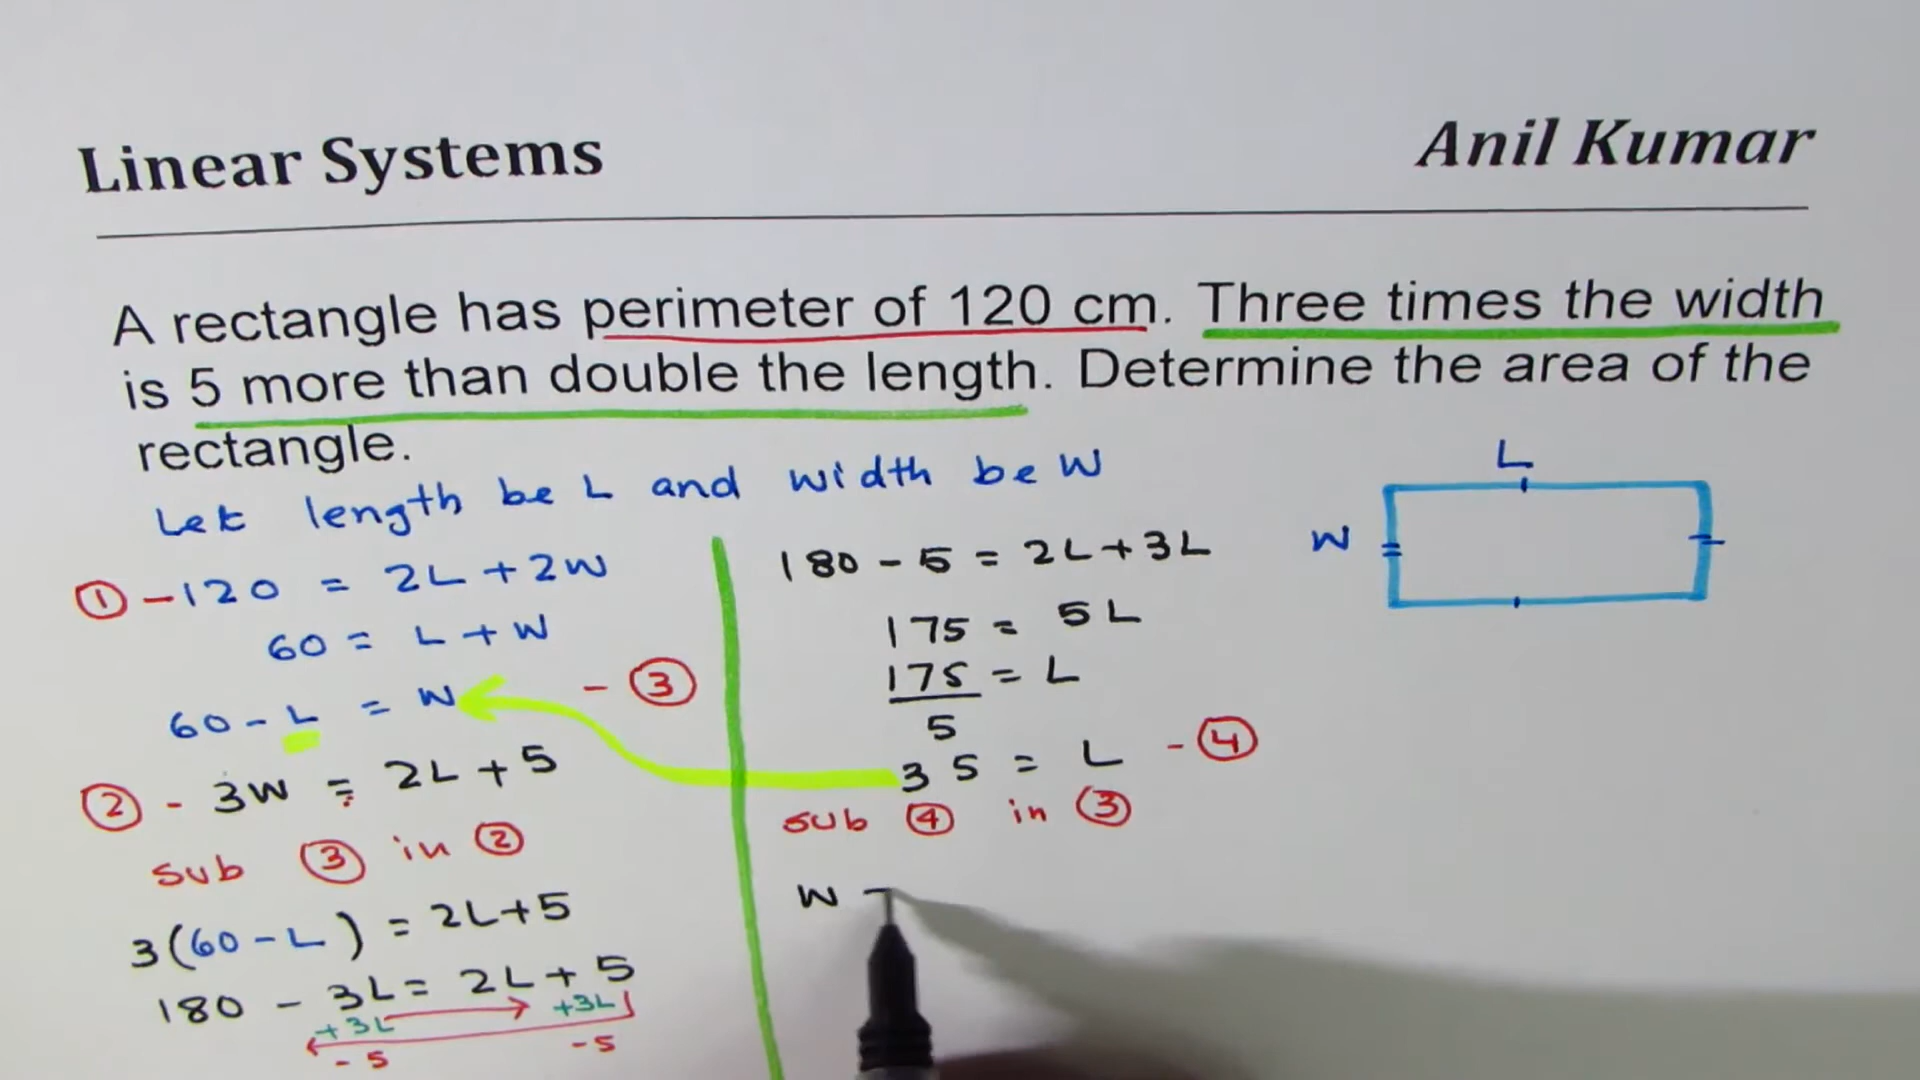 Linear Systems
Anil Kumar
A rectangle has perimeter of 120 cm. Three times the width
is 5 more than double the length. Determine the area of the
rectangle.
Let length be L and width be W
① - 120 = 2L + 2W
60 = L + W
60 - L = W - ③
② - 3W = 2L + 5
Sub ③ in ②
3(60 - L) = 2L + 5
180 - 3L = 2L + 5
+3L +3L
- 5 - 5
180 - 5 = 2L + 3L
175 = 5L
175/5 = L
35 = L - ④
Sub ④ in ③
W =
L
W